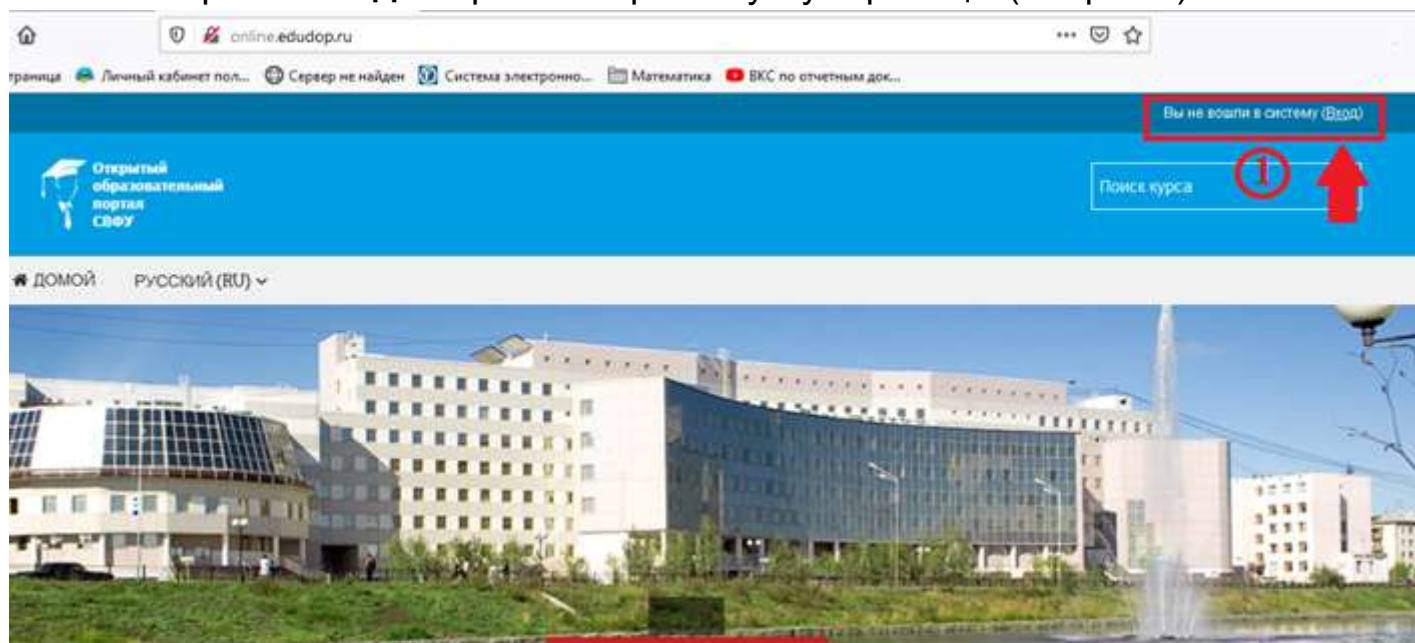 online.edudop.ru
Личный кабинет пол... Сервер не найден Система электронно... Математика ВКС по отчетным док...
Вы не вошли в систему (Вход)
Открытый
образовательный
портал
СВФУ
Поиск курса
1
ДОМОЙ РУССКИЙ (RU)